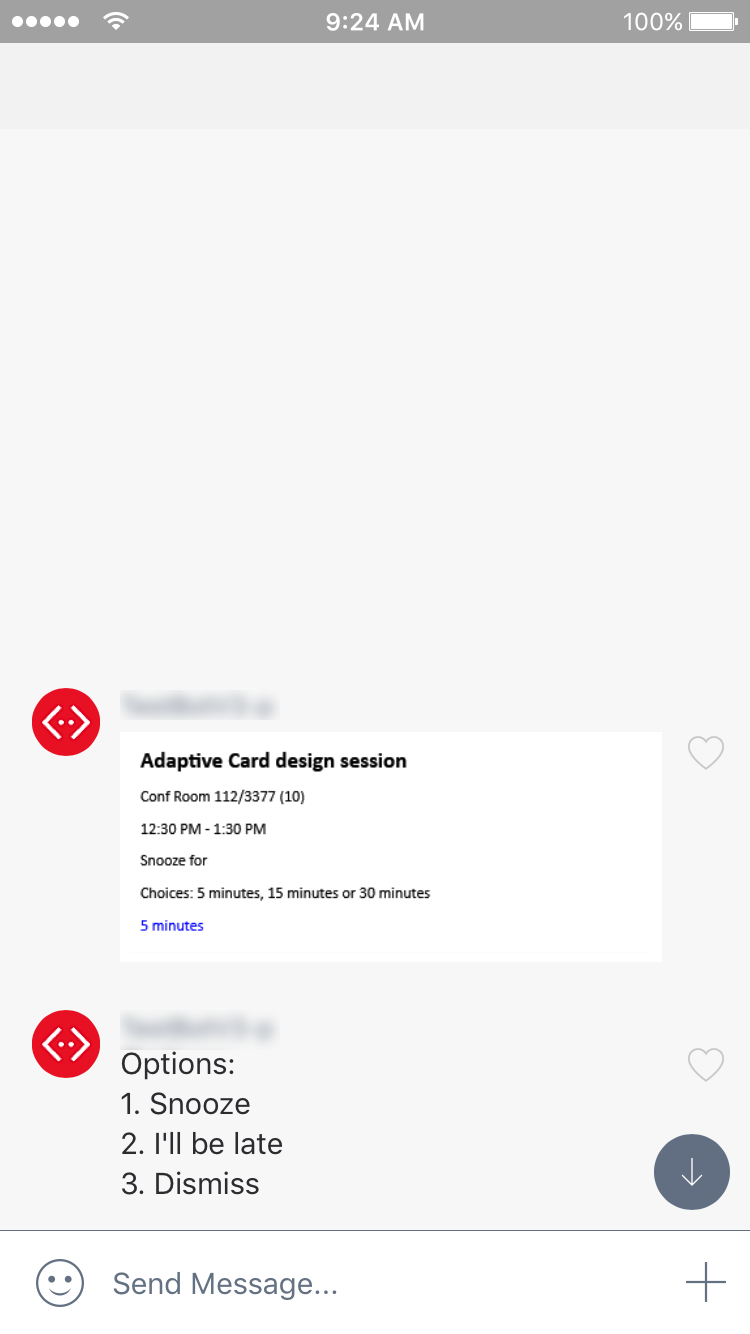 9:24 AM
100%
Adaptive Card design session
Conf Room 112/3377 (10)
12:30 PM - 1:30 PM
Snooze for
Choices: 5 minutes, 15 minutes or 30 minutes
5 minutes
Options:
1. Snooze
2. I'll be late
3. Dismiss
Send Message...